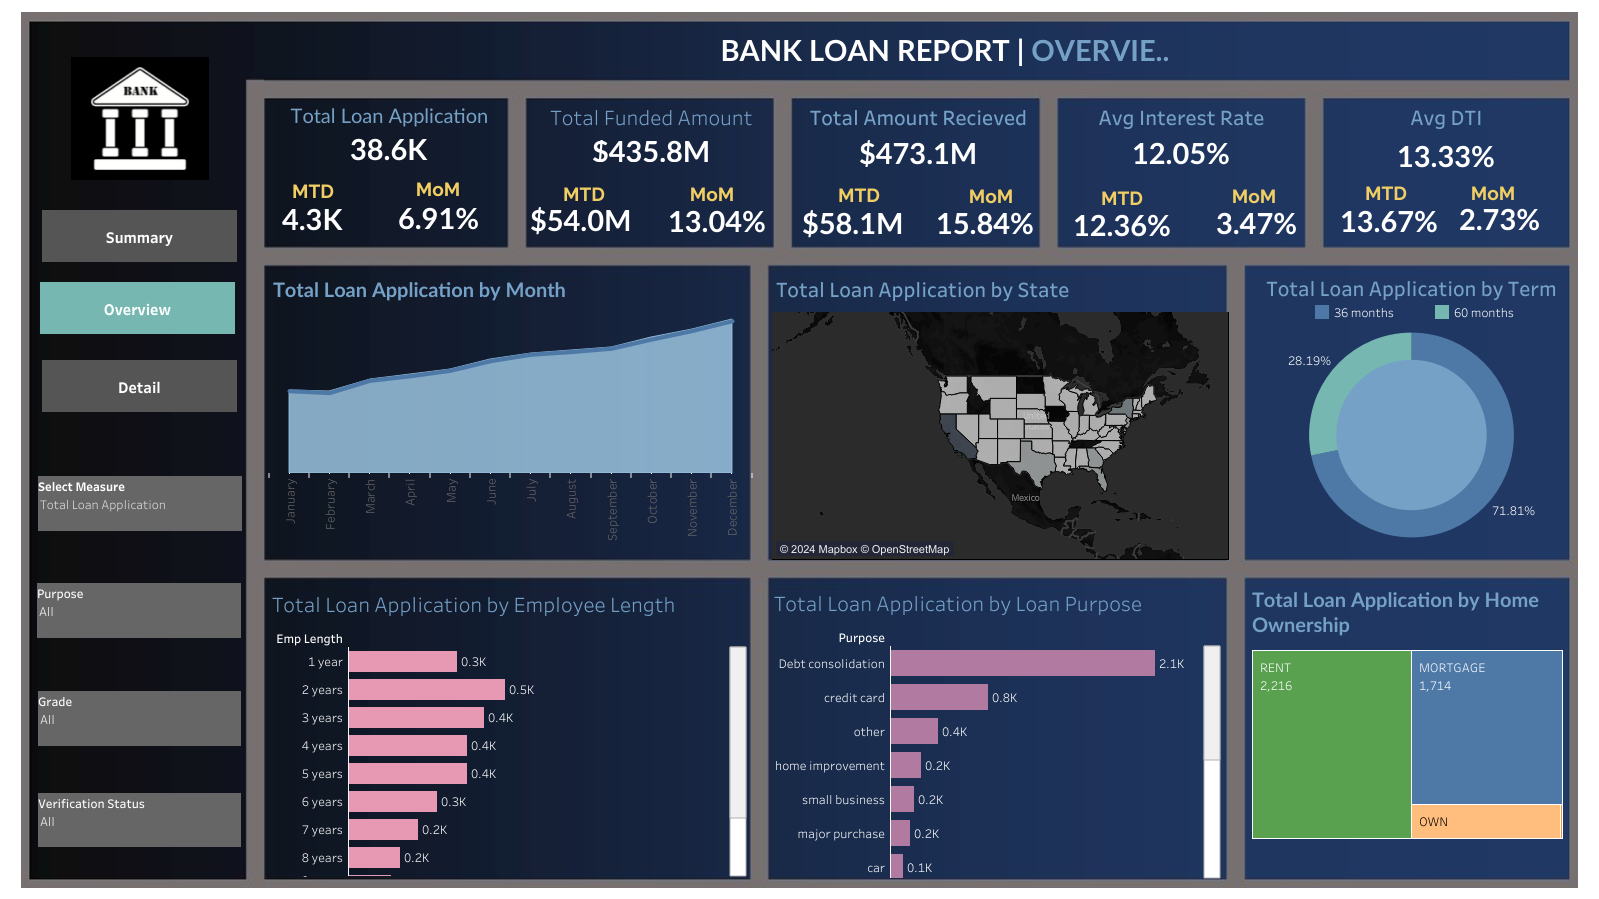 BANK LOAN REPORT | OVERVIE..
BANK
Summary
Overview
Detail
Select Measure
Total Loan Application
Purpose
All
Grade
All
Verification Status
All
Total Loan Application
38.6K
MTD MoM
4.3K 6.91%
Total Funded Amount
$435.8M
MTD MoM
$54.0M 13.04%
Total Amount Recieved
$473.1M
MTD MoM
$58.1M 15.84%
Avg Interest Rate
12.05%
MTD MoM
12.36% 3.47%
Avg DTI
13.33%
MTD MoM
13.67% 2.73%
Total Loan Application by Month
January
February
March
April
May
June
July
August
September
October
November
December
Total Loan Application by State
Mexico
© 2024 Mapbox © OpenStreetMap
Total Loan Application by Term
36 months 60 months
28.19%
71.81%
Total Loan Application by Employee Length
Emp Length
1 year 0.3K
2 years 0.5K
3 years 0.4K
4 years 0.4K
5 years 0.4K
6 years 0.3K
7 years 0.2K
8 years 0.2K
Total Loan Application by Loan Purpose
Purpose
Debt consolidation 2.1K
credit card 0.8K
other 0.4K
home improvement 0.2K
small business 0.2K
major purchase 0.2K
car 0.1K
Total Loan Application by Home
Ownership
RENT
2,216
MORTGAGE
1,714
OWN